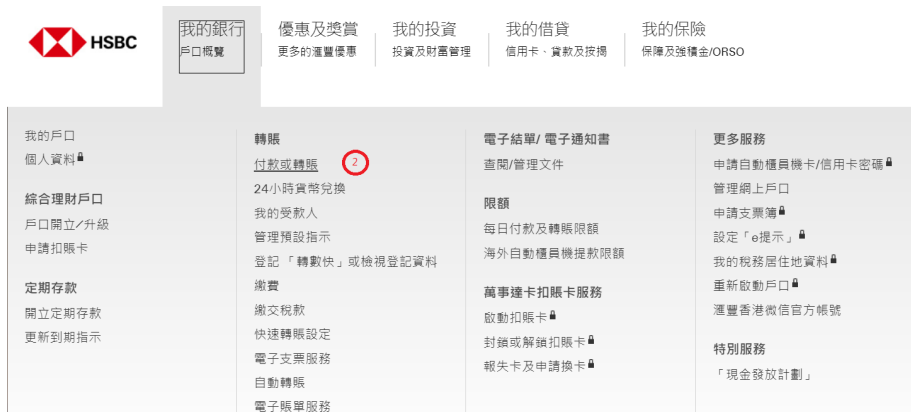 HSBC
我的銀行
戶口概覽
優惠及奬賞
更多的滙豐優惠
我的投資
投資及財富管理
我的借貸
信用卡、貸款及按揭
我的保險
保障及強積金/ORSO
我的戶口
個人資料
綜合理財戶口
戶口開立/升級
申請扣賬卡
定期存款
開立定期存款
更新到期指示
轉賬
付款或轉賬
2
24小時貨幣兌換
我的受款人
管理預設指示
登記「轉數快」或檢視登記資料
繳費
繳交稅款
快速轉賬設定
電子支票服務
自動轉賬
電子賬單服務
電子結單/ 電子通知書
查閱/管理文件
限額
每日付款及轉賬限額
海外自動櫃員機提款限額
萬事達卡扣賬卡服務
啟動扣賬卡
封鎖或解鎖扣賬卡
報失卡及申請換卡
更多服務
申請自動櫃員機卡/信用卡密碼
管理網上戶口
申請支票簿
設定「e提示」
我的稅務居住地資料
重新啟動戶口
滙豐香港微信官方帳號
特別服務
「現金發放計劃」